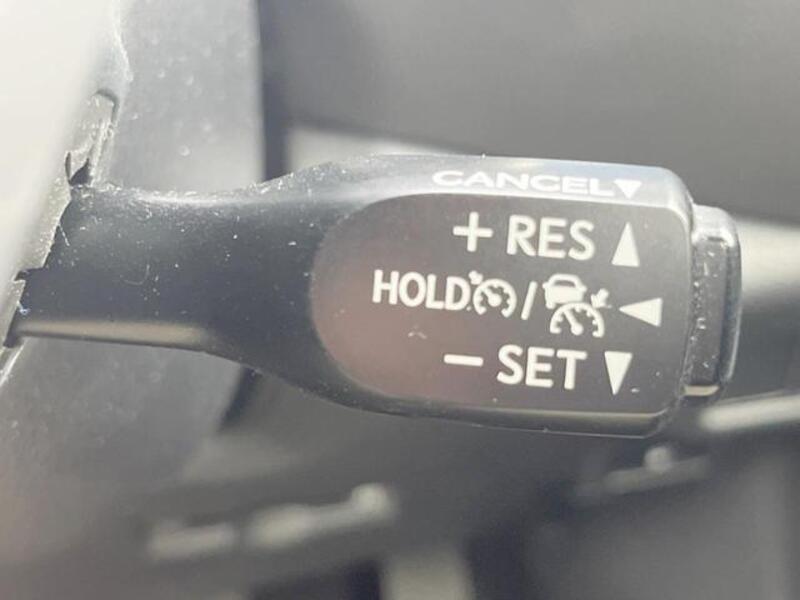 CANCEL▼
+ RES ▲
HOLD / ◀
− SET ▼